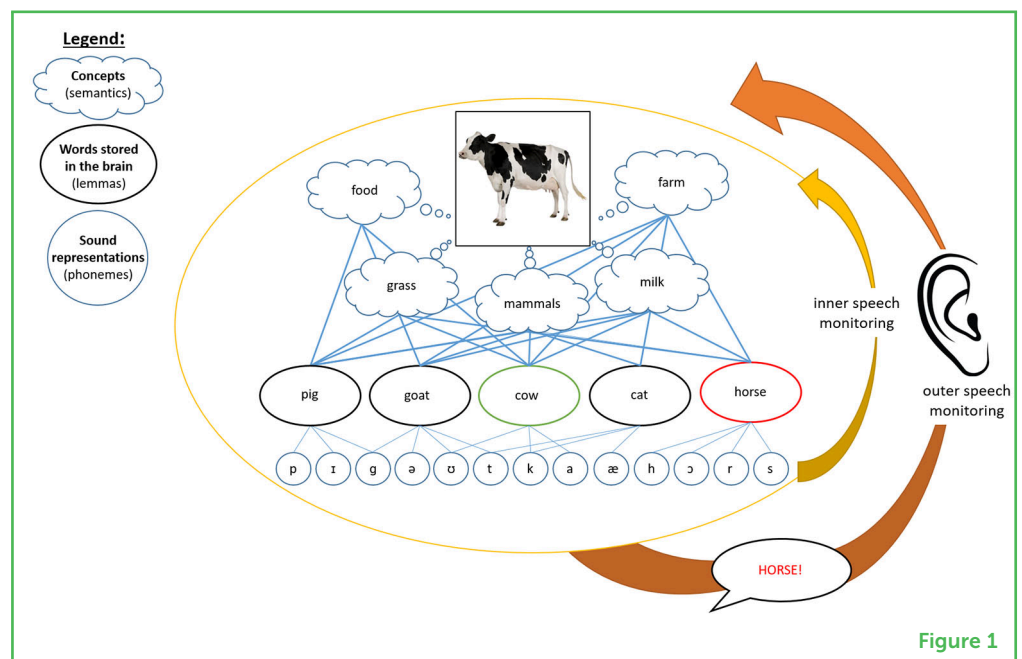 Legend:
Concepts
(semantics)
Words stored
in the brain
(lemmas)
Sound
representations
(phonemes)
food
farm
grass
mammals
milk
pig
goat
cow
cat
horse
p ɪ g ə ʊ t k a æ h ɔ r s
inner speech
monitoring
outer speech
monitoring
HORSE!
Figure 1